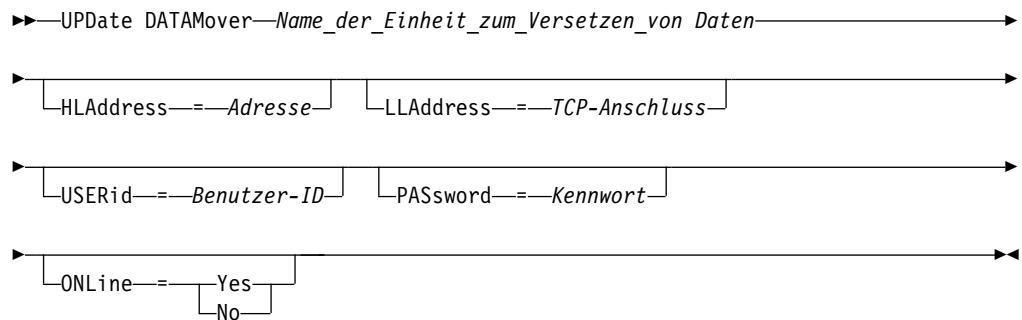 UPDate DATAMover Name_der_Einheit_zum_Versetzen_von Daten
HLAddress = Adresse LLAddress = TCP-Anschluss
USERid = Benutzer-ID PASsword = Kennwort
ONLine = Yes
No